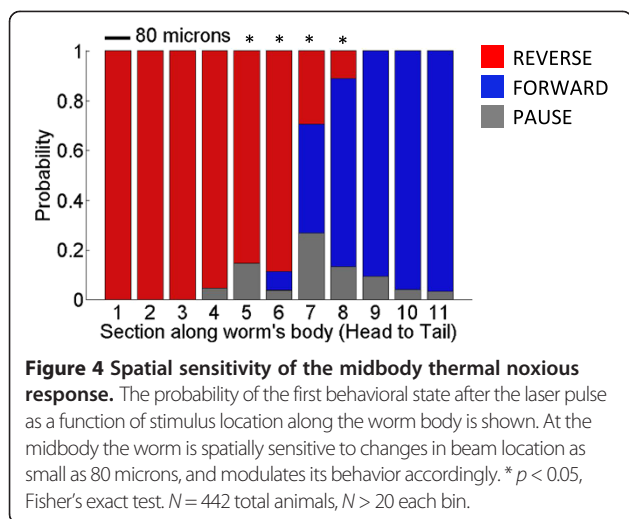 80 microns * * * *
REVERSE
FORWARD
PAUSE
1
0.8
0.6
0.4
0.2
0
Probability
1 2 3 4 5 6 7 8 9 10 11
Section along worm's body (Head to Tail)
Figure 4 Spatial sensitivity of the midbody thermal noxious
response. The probability of the first behavioral state after the laser pulse
as a function of stimulus location along the worm body is shown. At the
midbody the worm is spatially sensitive to changes in beam location as
small as 80 microns, and modulates its behavior accordingly. * p < 0.05,
Fisher's exact test. N = 442 total animals, N > 20 each bin.